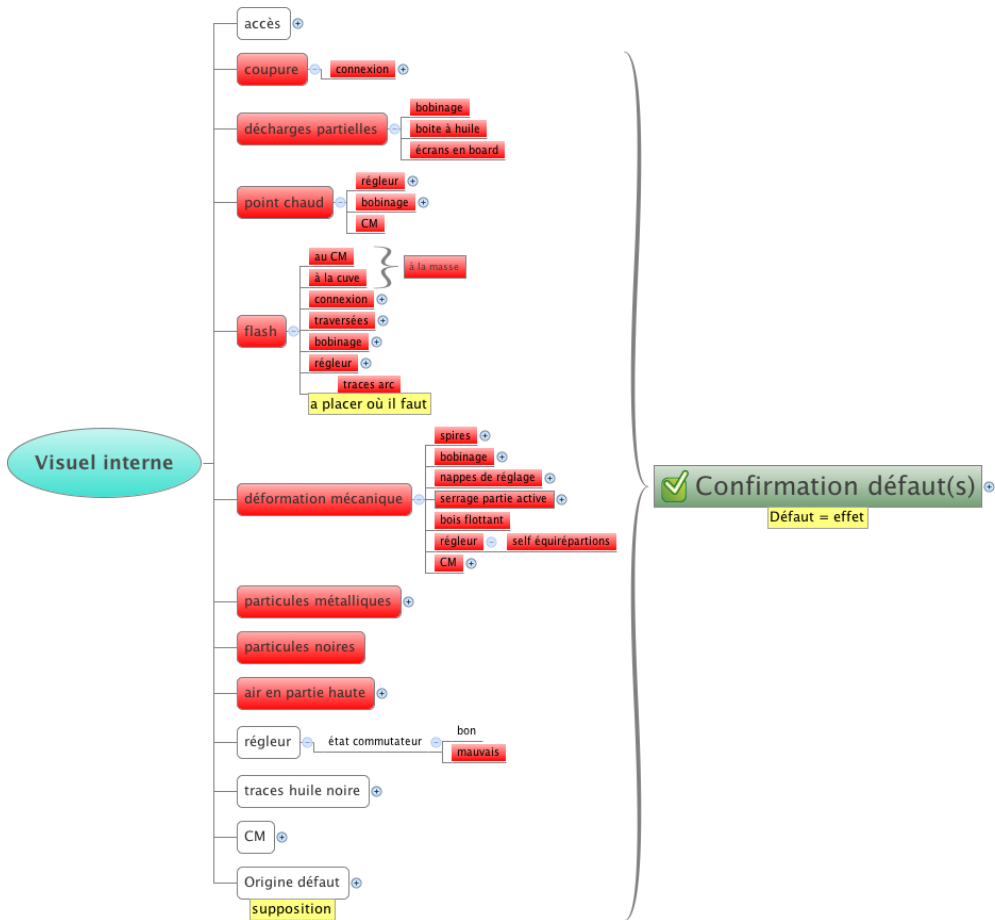 accès
coupure
connexion
décharges partielles
bobinage
boite à huile
écrans en board
point chaud
régleur
bobinage
CM
flash
au CM
à la cuve
à la masse
connexion
traversées
bobinage
régleur
traces arc
a placer où il faut
Visuel interne
déformation mécanique
spires
bobinage
nappes de réglage
serrage partie active
bois flottant
régleur
self équirépartions
CM
particules métalliques
particules noires
air en partie haute
régleur
état commutateur
bon
mauvais
traces huile noire
CM
Origine défaut
supposition
Confirmation défaut(s)
Défaut = effet